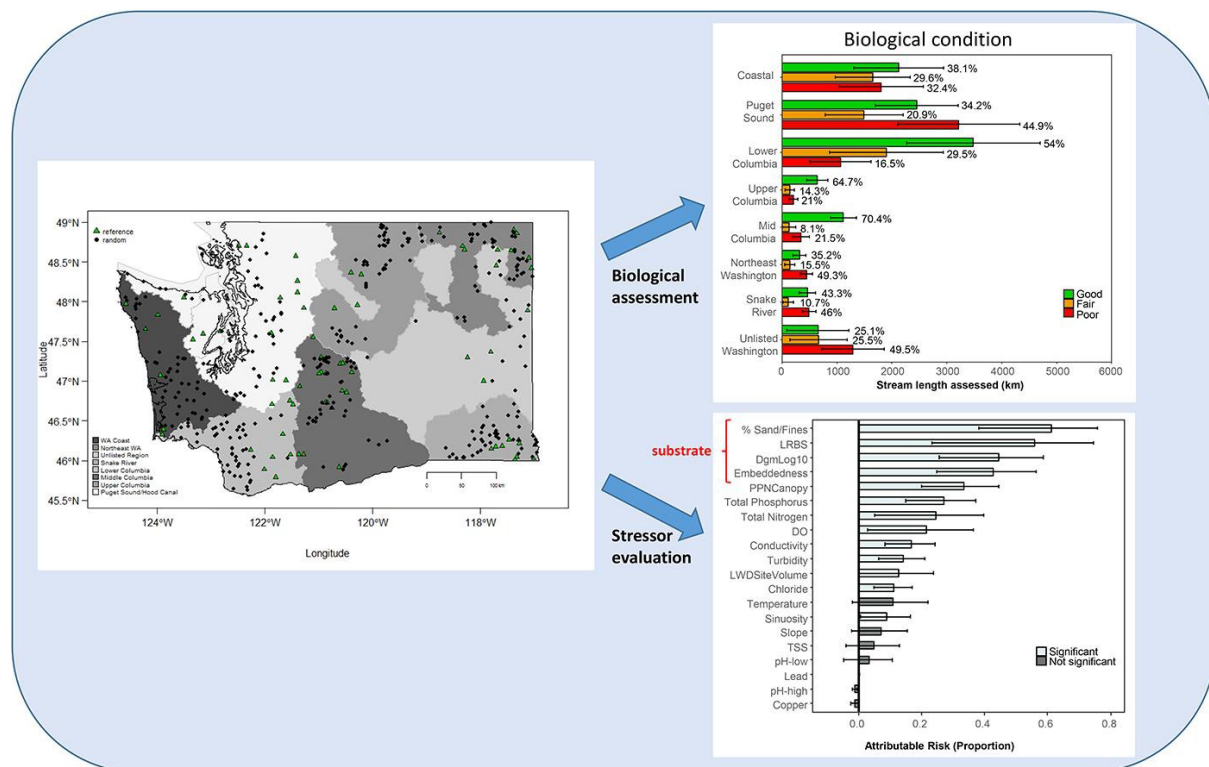 49°N
48.5°N
48°N
47.5°N
47°N
46.5°N
46°N
45.5°N
Latitude
reference
random
WA Coast
Northeast WA
Unlisted Region
Snake River
Lower Columbia
Middle Columbia
Upper Columbia
Puget Sound/Hood Canal
0 50 100 km
124°W 122°W 120°W 118°W
Longitude
Biological
assessment
Stressor
evaluation
Biological condition
Coastal
38.1%
29.6%
32.4%
Puget
Sound
34.2%
20.9%
44.9%
Lower
Columbia
54%
29.5%
16.5%
Upper
Columbia
64.7%
14.3%
21%
Mid
Columbia
70.4%
8.1%
21.5%
Northeast
Washington
35.2%
15.5%
49.3%
Snake
River
43.3%
10.7%
46%
Unlisted
Washington
25.1%
25.5%
49.5%
Good
Fair
Poor
0 1000 2000 3000 4000 5000 6000
Stream length assessed (km)
substrate
% Sand/Fines
LRBS
DgmLog10
Embeddedness
PPNCanopy
Total Phosphorus
Total Nitrogen
DO
Conductivity
Turbidity
LWDSiteVolume
Chloride
Temperature
Sinuosity
Slope
TSS
pH-low
Lead
pH-high
Copper
Significant
Not significant
0.0 0.2 0.4 0.6 0.8
Attributable Risk (Proportion)